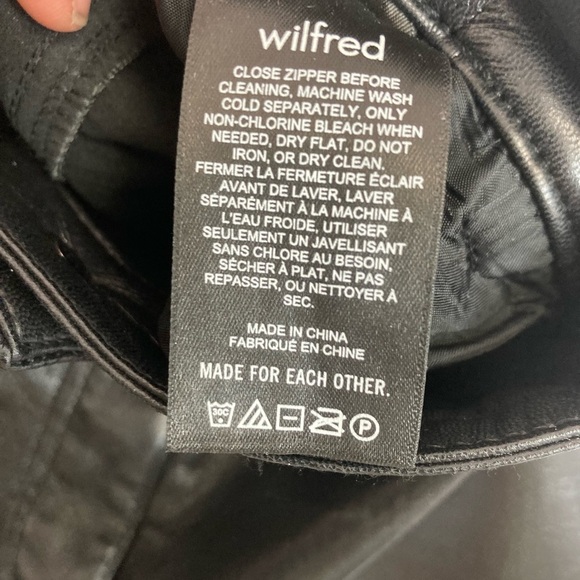 wilfred
CLOSE ZIPPER BEFORE
CLEANING, MACHINE WASH
COLD SEPARATELY, ONLY
NON-CHLORINE BLEACH WHEN
NEEDED, DRY FLAT, DO NOT
IRON, OR DRY CLEAN.
FERMER LA FERMETURE ÉCLAIR
AVANT DE LAVER, LAVER
SÉPARÉMENT À LA MACHINE À
L'EAU FROIDE, UTILISER
SEULEMENT UN JAVELLISANT
SANS CHLORE AU BESOIN,
SÉCHER À PLAT, NE PAS
REPASSER, OU NETTOYER À
SEC.
MADE IN CHINA
FABRIQUÉ EN CHINE
MADE FOR EACH OTHER.
30C P